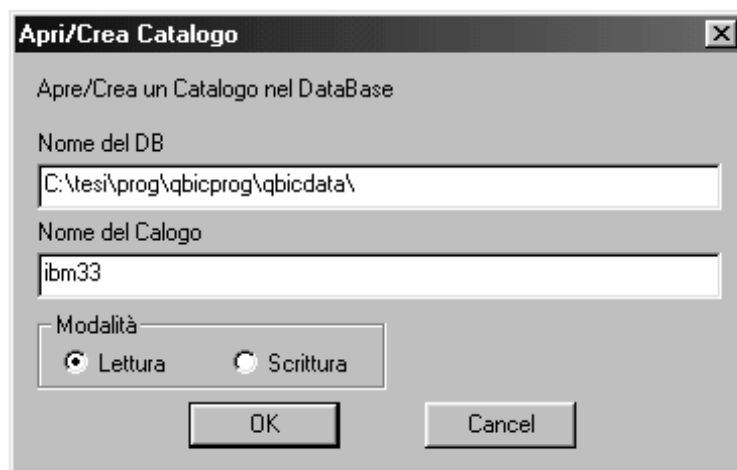 Apri/Crea Catalogo
Apre/Crea un Catalogo nel DataBase
Nome del DB
C:\tesi\prog\qbicprog\qbicdata\
Nome del Calogo
ibm33
Modalità
Lettura Scrittura
OK Cancel